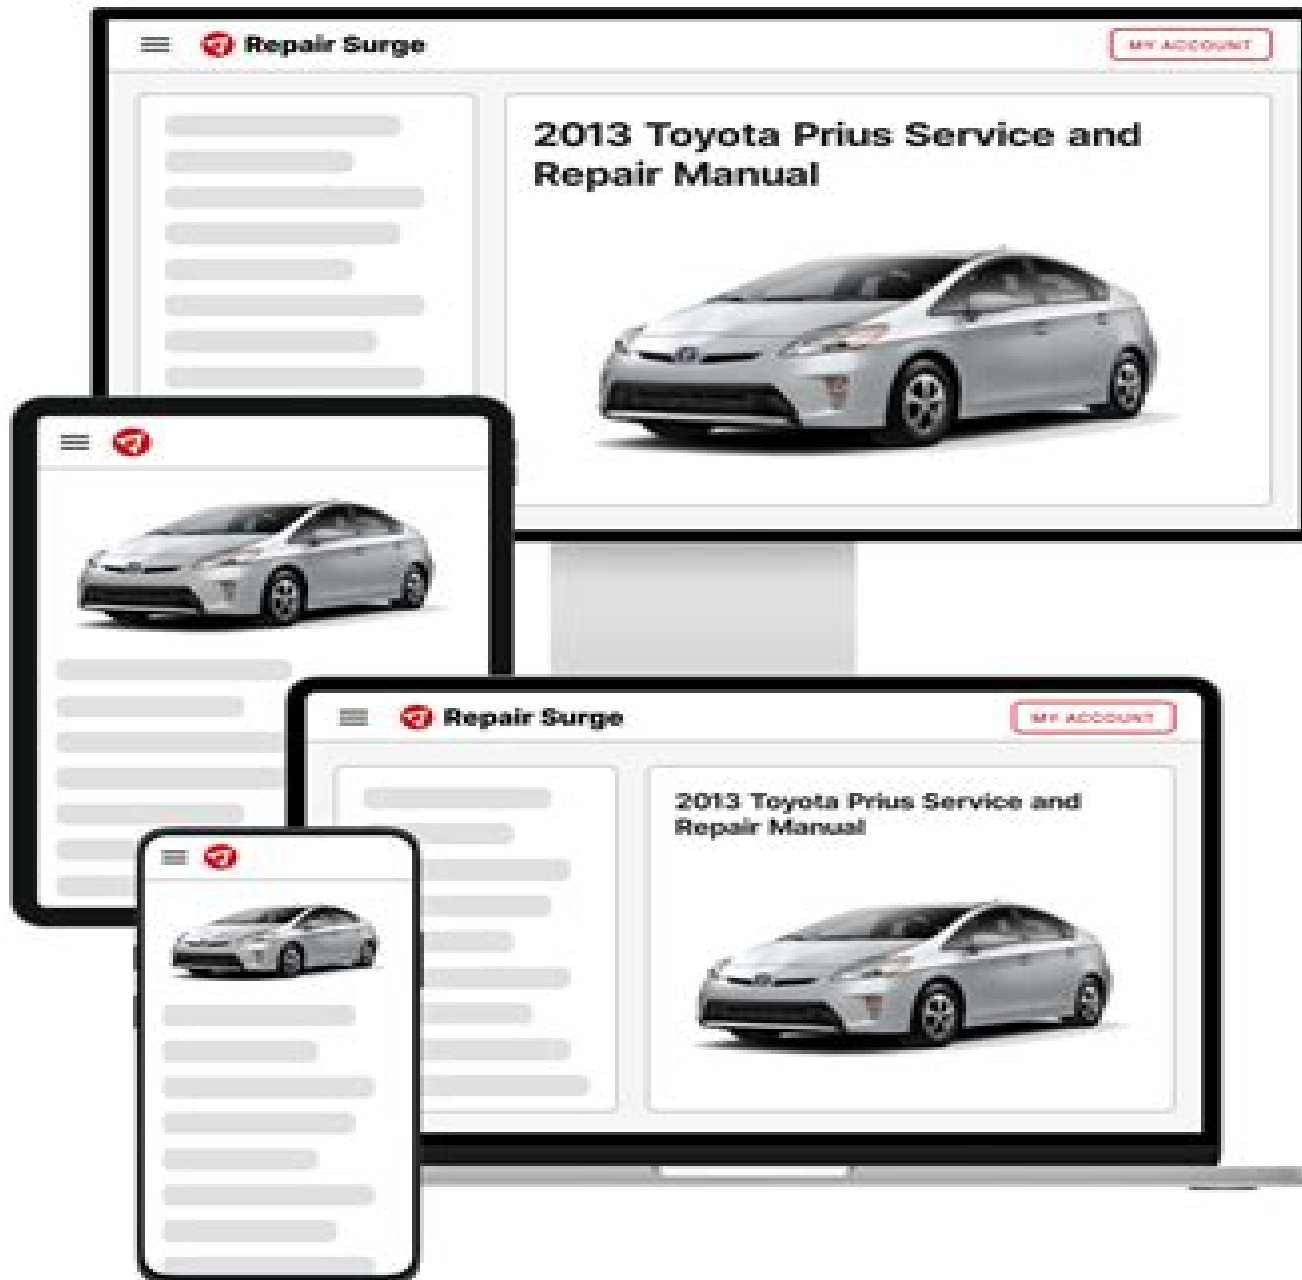 Repair Surge
MY ACCOUNT
2013 Toyota Prius Service and
Repair Manual
Repair Surge
MY ACCOUNT
2013 Toyota Prius Service and
Repair Manual